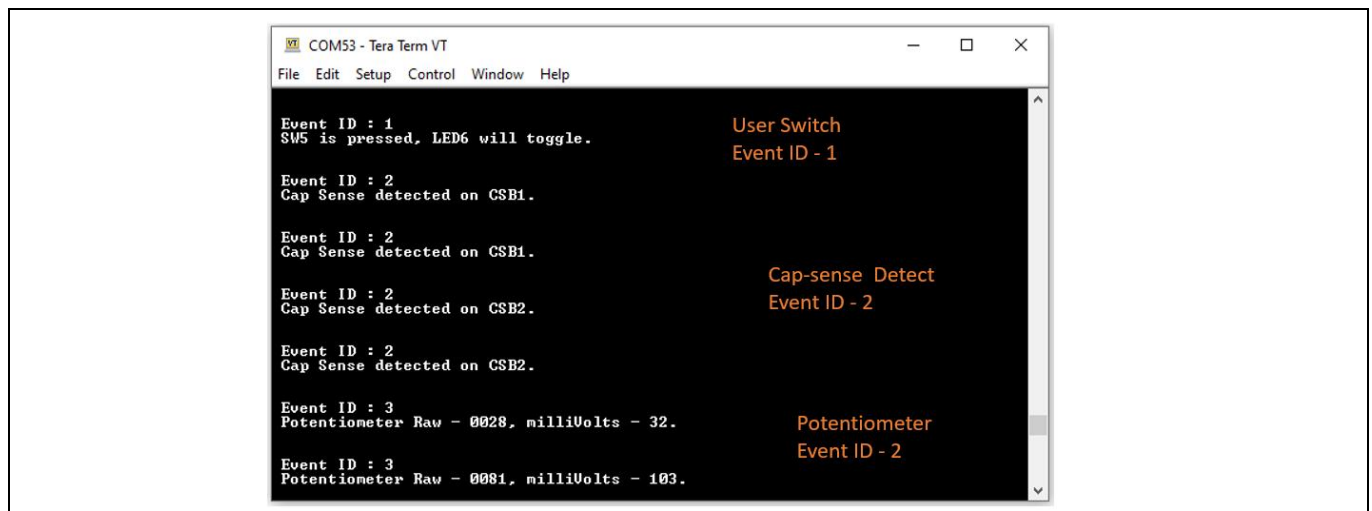 COM53 - Tera Term VT
File Edit Setup Control Window Help
Event ID : 1
SW5 is pressed, LED6 will toggle.
User Switch
Event ID - 1
Event ID : 2
Cap Sense detected on CSB1.
Event ID : 2
Cap Sense detected on CSB1.
Event ID : 2
Cap Sense detected on CSB2.
Cap-sense Detect
Event ID - 2
Event ID : 2
Cap Sense detected on CSB2.
Event ID : 3
Potentiometer Raw - 0028, milliVolts - 32.
Potentiometer
Event ID - 2
Event ID : 3
Potentiometer Raw - 0081, milliVolts - 103.